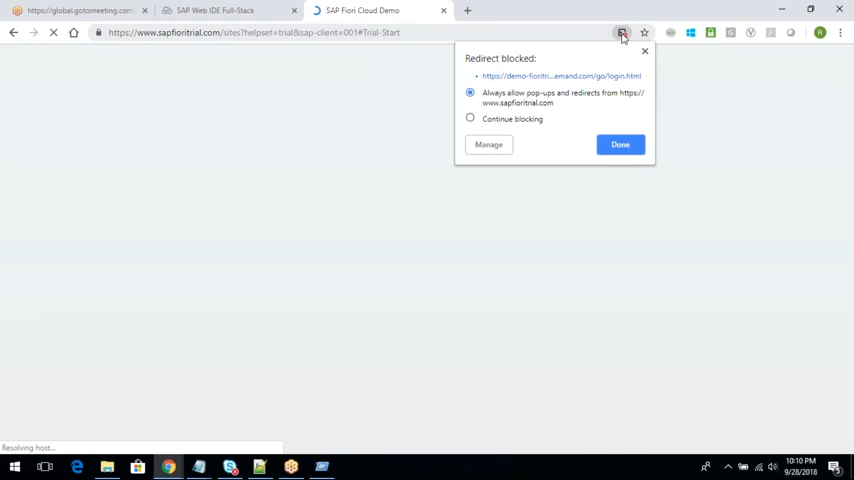 https://global.gotomeeting.com/
SAP Web IDE Full-Stack
SAP Fiori Cloud Demo
https://www.sapfioritrial.com/sites?helpset=trial&sap-client=001#Trial-Start
Redirect blocked:
• https://demo-fioritri...emand.com/go/login.html
Always allow pop-ups and redirects from https://
www.sapfioritrial.com
Continue blocking
Manage
Done
Resolving host...
10:10 PM
9/28/2018